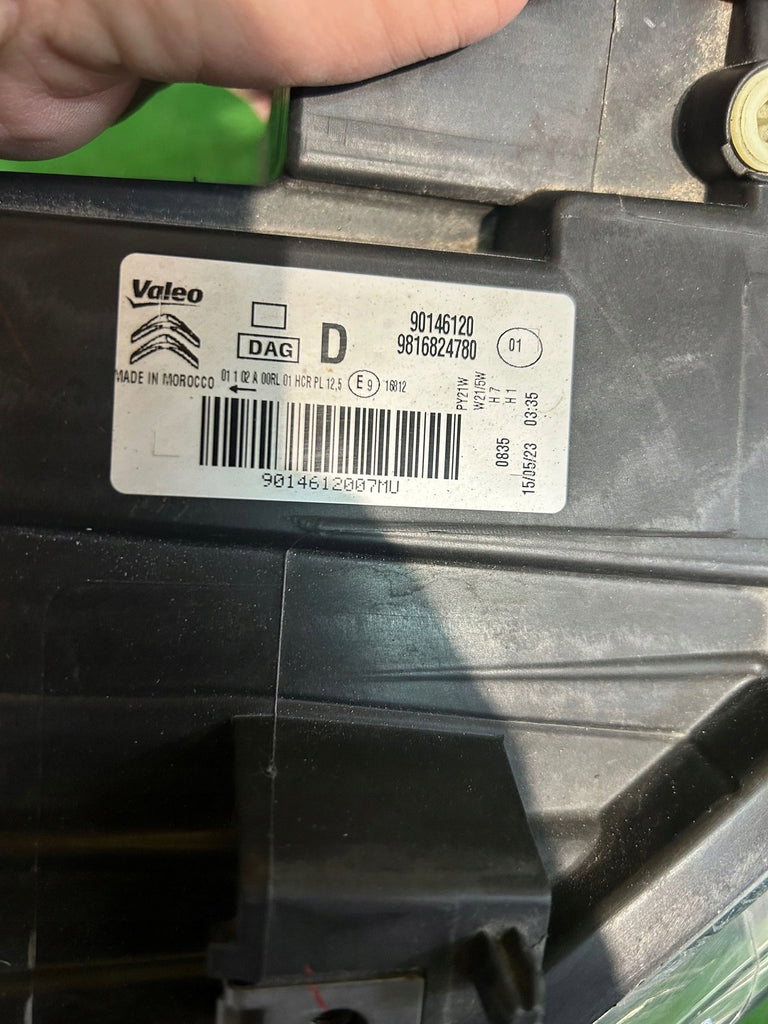 Valeo
DAG
D
90146120
9816824780
01
MADE IN MOROCCO
01 1 02 A 00RL 01 HCR PL 12,5 E9 16812
PY21W
W21/5W
H7
H1
0835
15/05/23 03:35
9014612007MU